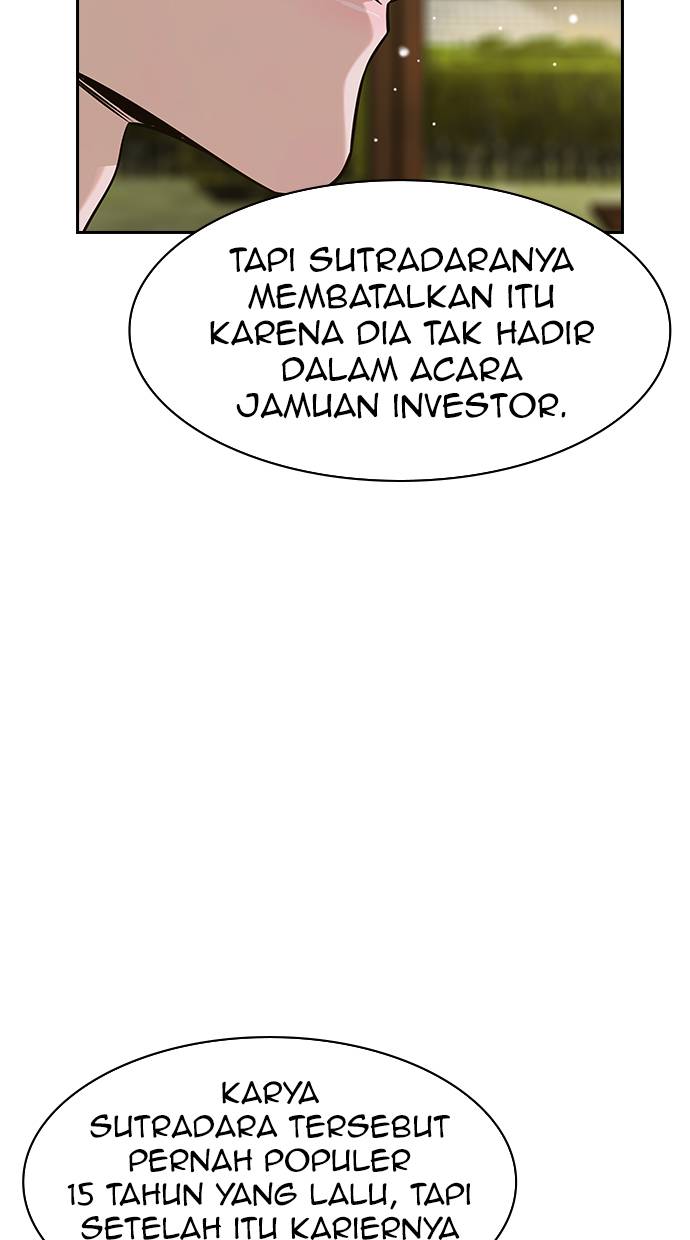 TAPI SUTRADARANYA
MEMBATALKAN ITU
KARENA DIA TAK HADIR
DALAM ACARA
JAMUAN INVESTOR.
KARYA
SUTRADARA TERSEBUT
PERNAH POPULER
15 TAHUN YANG LALU, TAPI
SETELAH ITU KARIERNYA